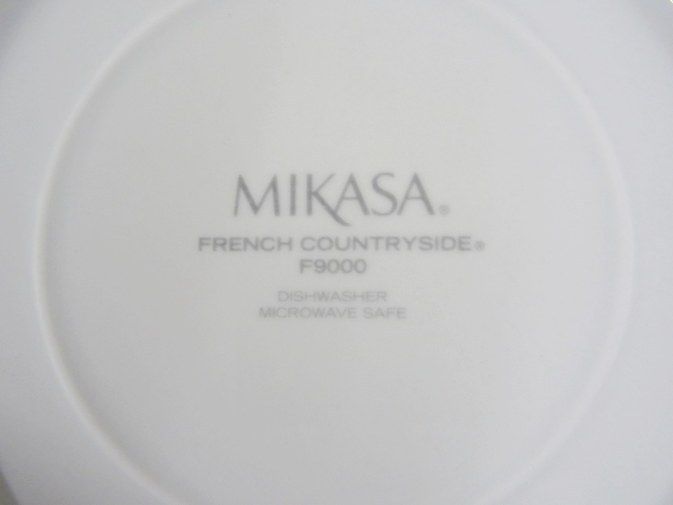 MIKASA®
FRENCH COUNTRYSIDE®
F9000
DISHWASHER
MICROWAVE SAFE